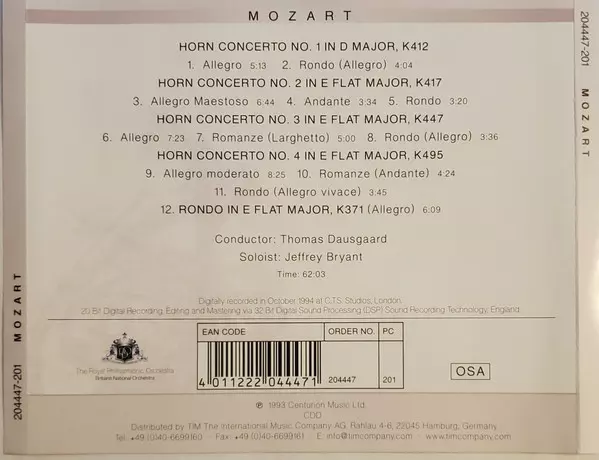 MOZART
HORN CONCERTO NO. 1 IN D MAJOR, K412
1. Allegro 5:13 2. Rondo (Allegro) 4:04
HORN CONCERTO NO. 2 IN E FLAT MAJOR, K417
3. Allegro Maestoso 6:44 4. Andante 3:34 5. Rondo 3:20
HORN CONCERTO NO. 3 IN E FLAT MAJOR, K447
6. Allegro 7:23 7. Romanze (Larghetto) 5:00 8. Rondo (Allegro) 3:36
HORN CONCERTO NO. 4 IN E FLAT MAJOR, K495
9. Allegro moderato 8:25 10. Romanze (Andante) 4:24
11. Rondo (Allegro vivace) 3:45
12. RONDO IN E FLAT MAJOR, K371 (Allegro) 6:09
Conductor: Thomas Dausgaard
Soloist: Jeffrey Bryant
Time: 62:03
Digitally recorded in October 1994 at C.T.S. Studios, London.
20 Bit Digital Recording, Editing and Mastering via 32 Bit Digital Sound Processing (DSP) Sound Recording Technology, England.
The Royal Philharmonic Orchestra
Britain's National Orchestra
EAN CODE ORDER NO. PC
4 011222 044471 204447 201
OSA
℗ 1993 Centurion Music Ltd.
CDD
Distributed by TIM The International Music Company AG, Rahlau 4-6, 22045 Hamburg, Germany.
Tel. +49 (0)40-6699160 Fax +49 (0)40-6699161 E-mail: info@timcompany.com www.timcompany.com
204447-201 MOZART
204447-201 MOZART